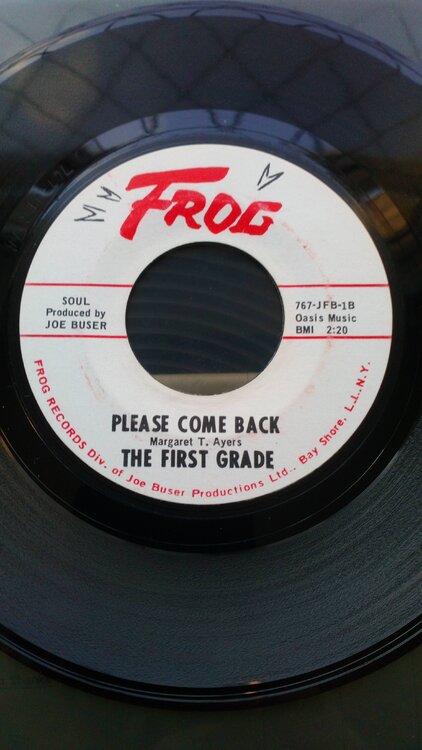 FROG
SOUL
Produced by
JOE BUSER
767-JFB-1B
Oasis Music
BMI 2:20
PLEASE COME BACK
Margaret T. Ayers
THE FIRST GRADE
FROG RECORDS Div. of Joe Buser Productions Ltd., Bay Shore, L.I., N.Y.